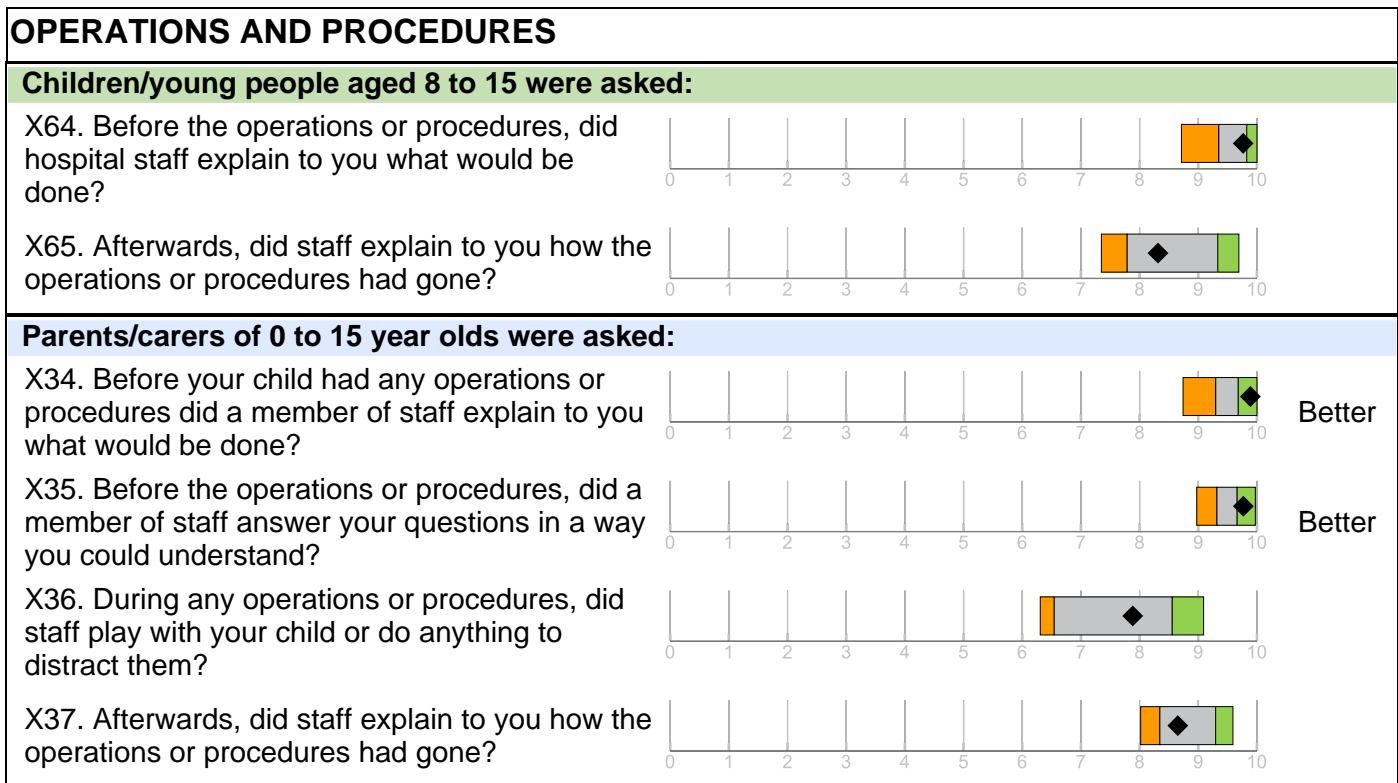 OPERATIONS AND PROCEDURES
Children/young people aged 8 to 15 were asked:
X64. Before the operations or procedures, did
hospital staff explain to you what would be
done?
0 1 2 3 4 5 6 7 8 9 10
X65. Afterwards, did staff explain to you how the
operations or procedures had gone?
0 1 2 3 4 5 6 7 8 9 10
Parents/carers of 0 to 15 year olds were asked:
X34. Before your child had any operations or
procedures did a member of staff explain to you
what would be done?
0 1 2 3 4 5 6 7 8 9 10
Better
X35. Before the operations or procedures, did a
member of staff answer your questions in a way
you could understand?
0 1 2 3 4 5 6 7 8 9 10
Better
X36. During any operations or procedures, did
staff play with your child or do anything to
distract them?
0 1 2 3 4 5 6 7 8 9 10
X37. Afterwards, did staff explain to you how the
operations or procedures had gone?
0 1 2 3 4 5 6 7 8 9 10